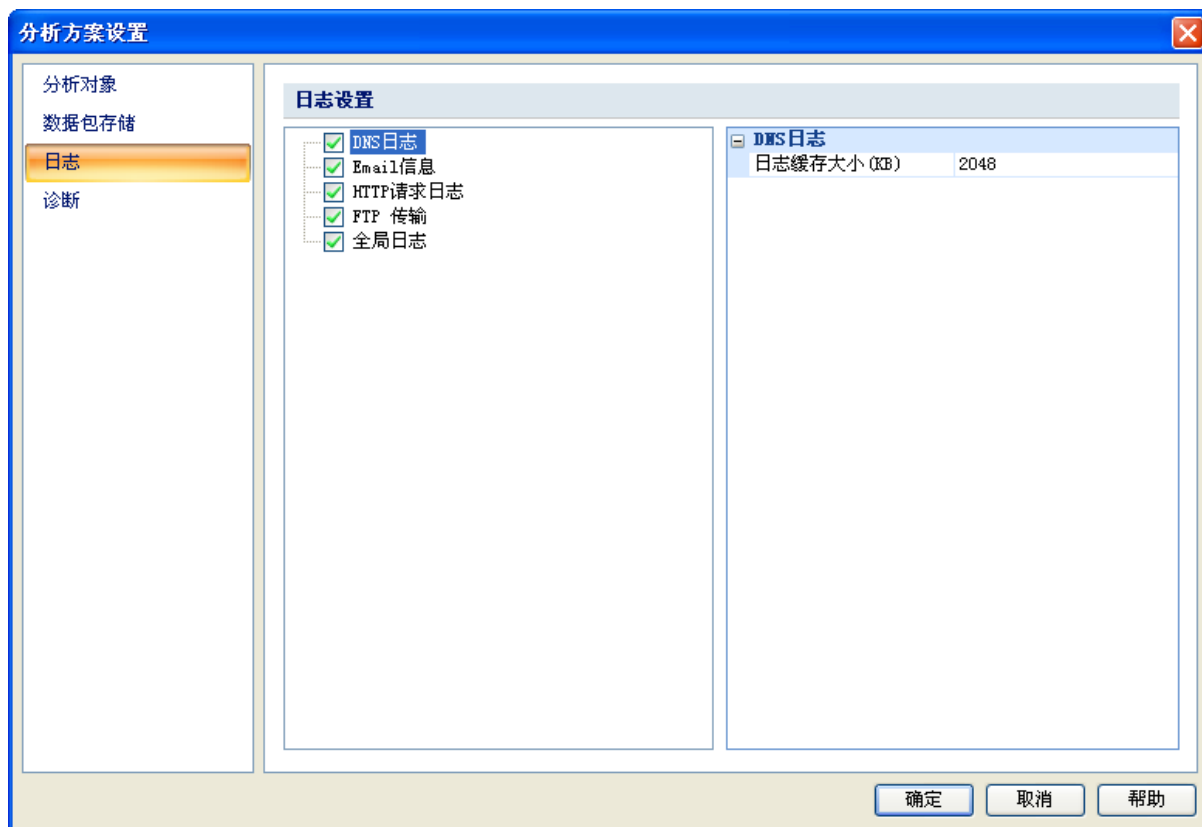 分析方案设置
分析对象
数据包存储
日志
诊断
日志设置
DNS日志
Email信息
HTTP请求日志
FTP 传输
全局日志
DNS日志
日志缓存大小(KB) 2048
确定 取消 帮助